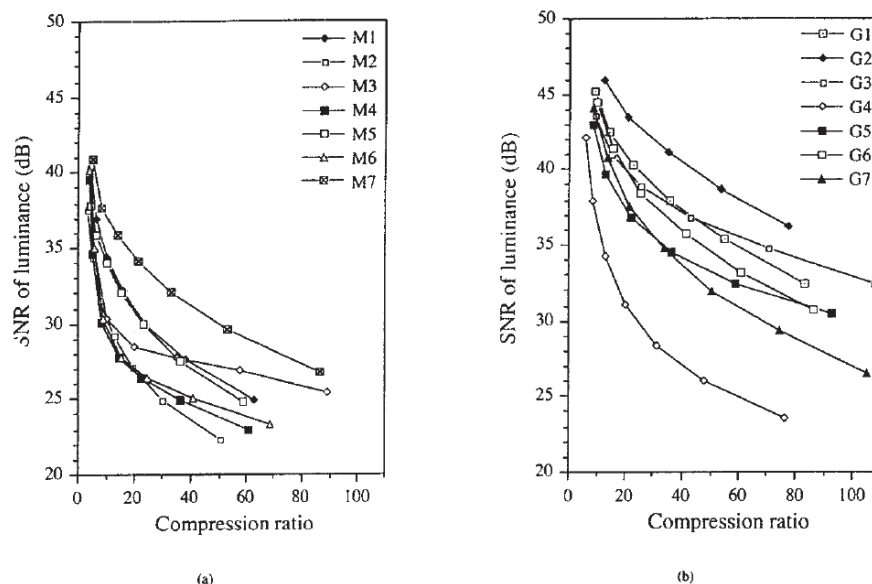 50
45
40
35
30
25
20
SNR of luminance (dB)
0 20 40 60 80 100
Compression ratio
M1
M2
M3
M4
M5
M6
M7
(a)
50
45
40
35
30
25
20
SNR of luminance (dB)
0 20 40 60 80 100
Compression ratio
G1
G2
G3
G4
G5
G6
G7
(b)